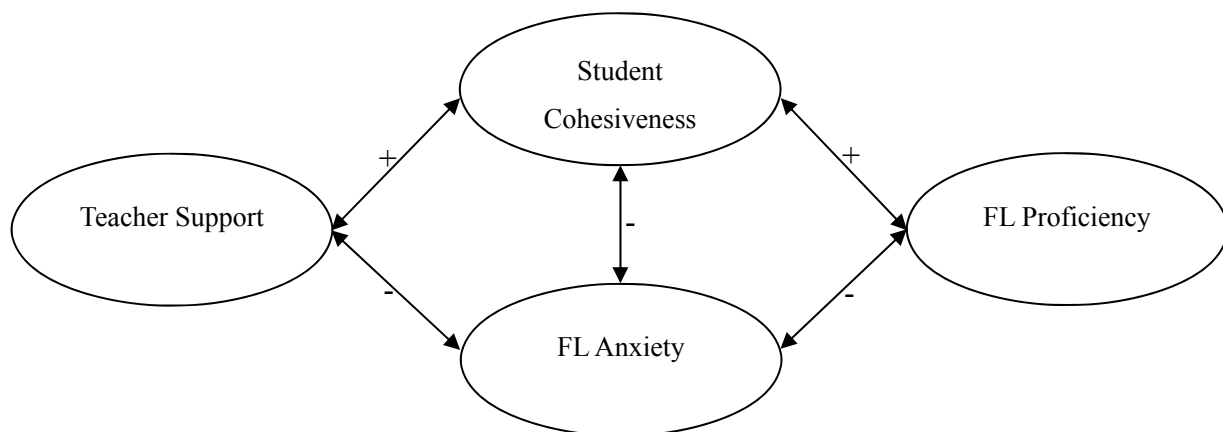 Student
Cohesiveness
+
+
Teacher Support
FL Proficiency
-
-
-
FL Anxiety